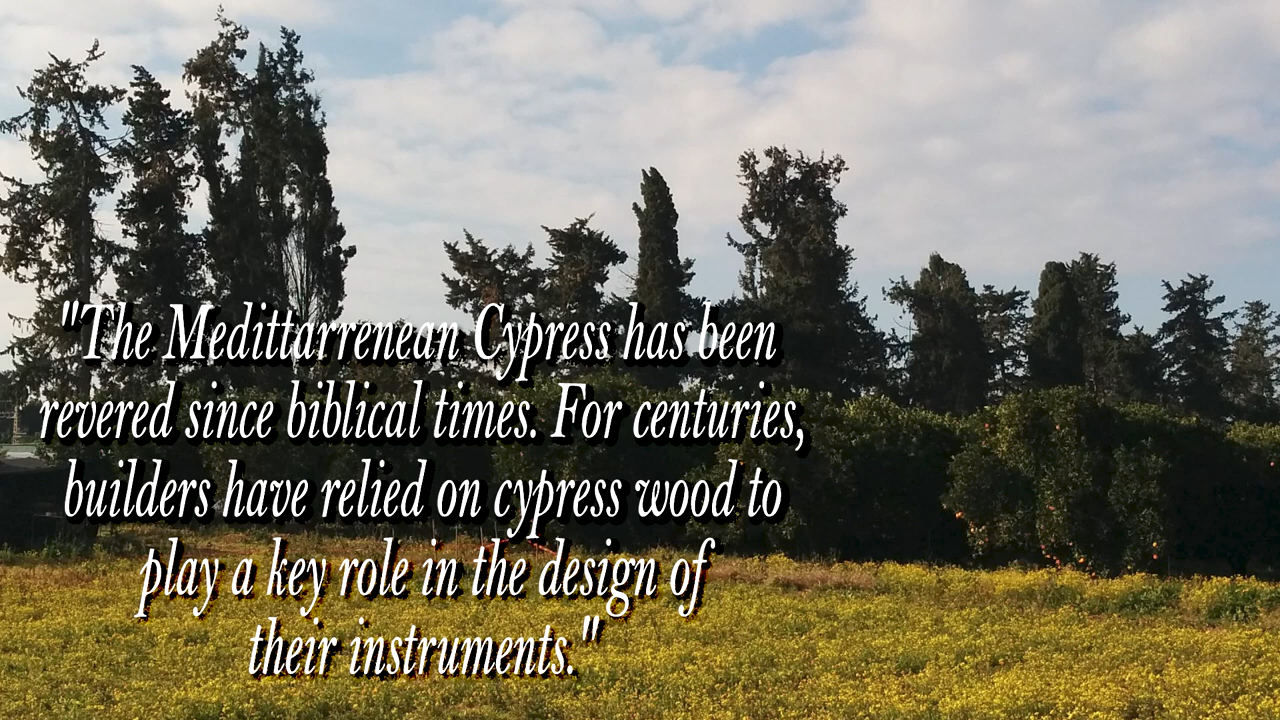 "The Medittarrenean Cypress has been
revered since biblical times. For centuries,
builders have relied on cypress wood to
play a key role in the design of
their instruments."